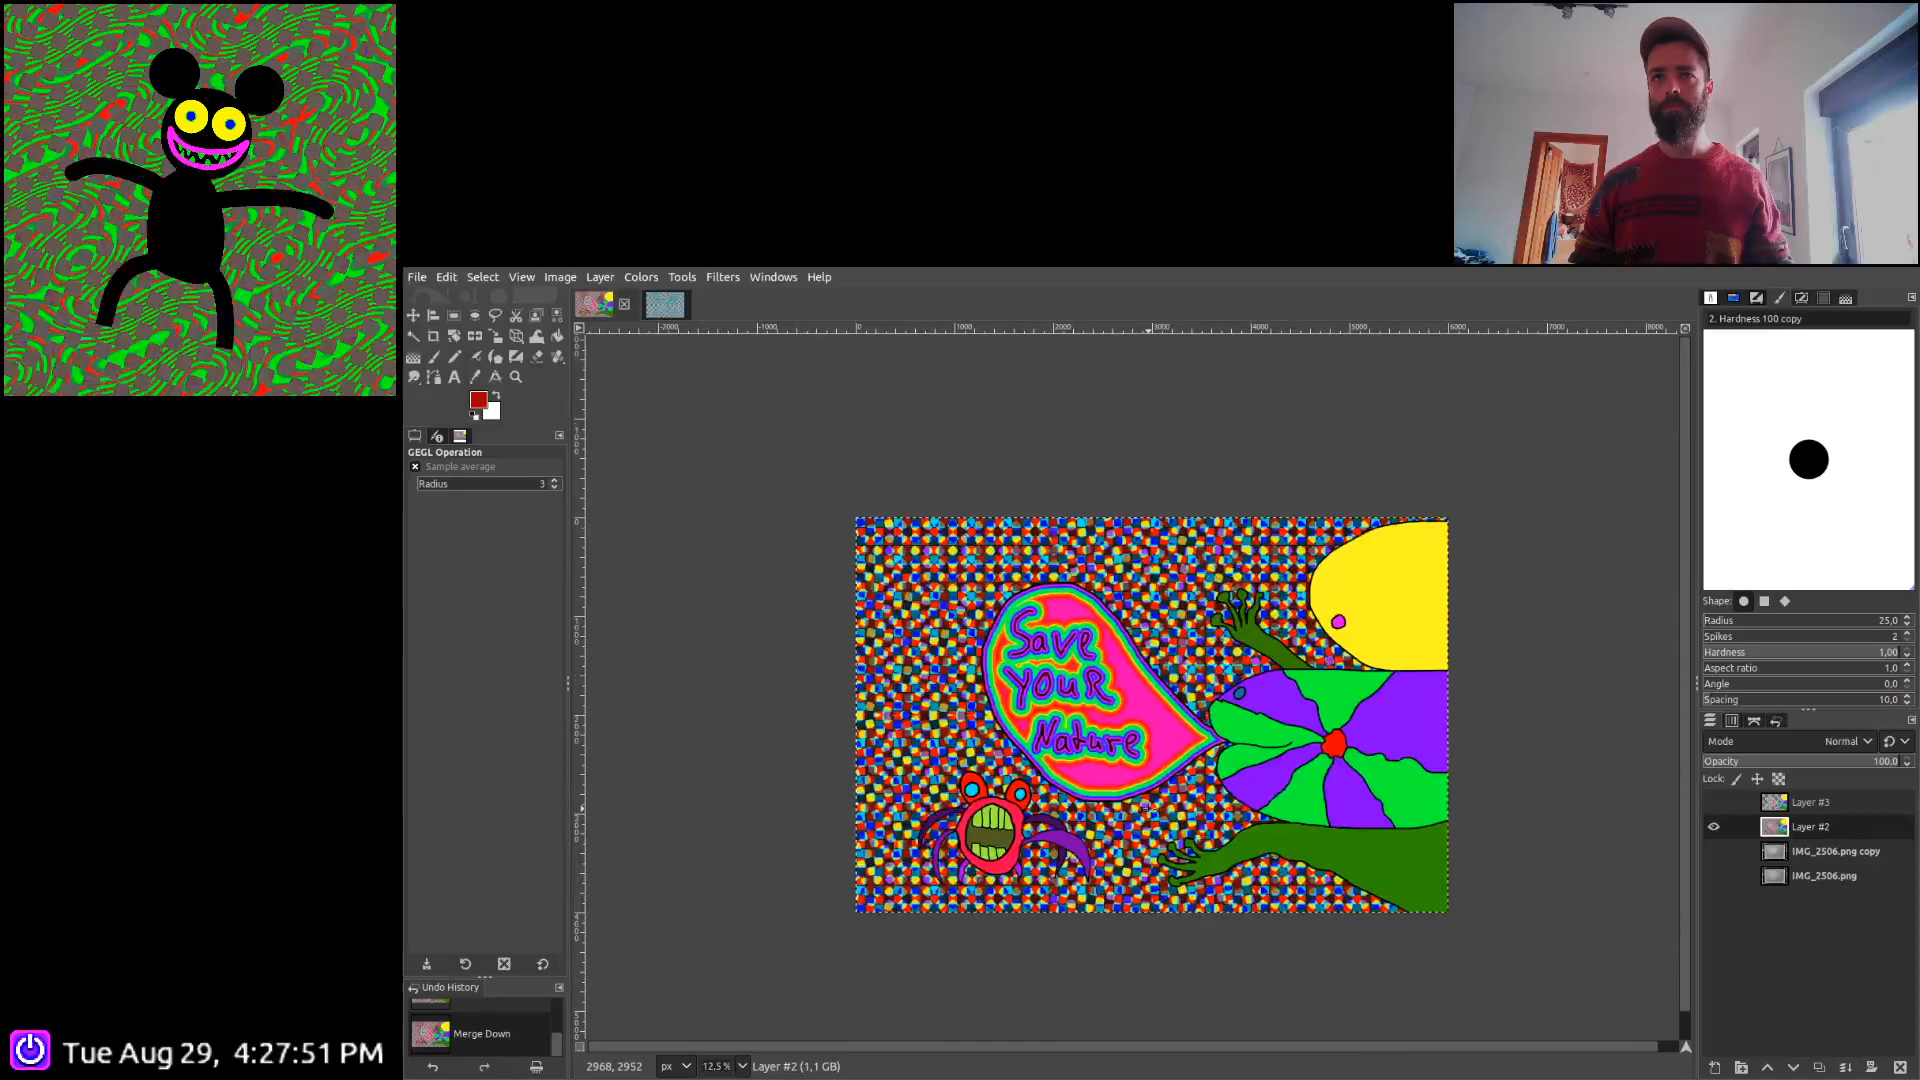 File Edit Select View Image Layer Colors Tools Filters Windows Help
2. Hardness 100 copy
GEGL Operation
Sample average
Radius 3
Save
YOUR
Nature
Shape:
Radius 25,0
Spikes 2
Hardness 1,00
Aspect ratio 1,0
Angle 0,0
Spacing 10,0
Mode Normal
Opacity 100,0
Lock:
Layer #3
Layer #2
IMG_2506.png copy
IMG_2506.png
Undo History
Merge Down
Tue Aug 29, 4:27:51 PM
2968, 2952 px 12,5% Layer #2 (1,1 GB)